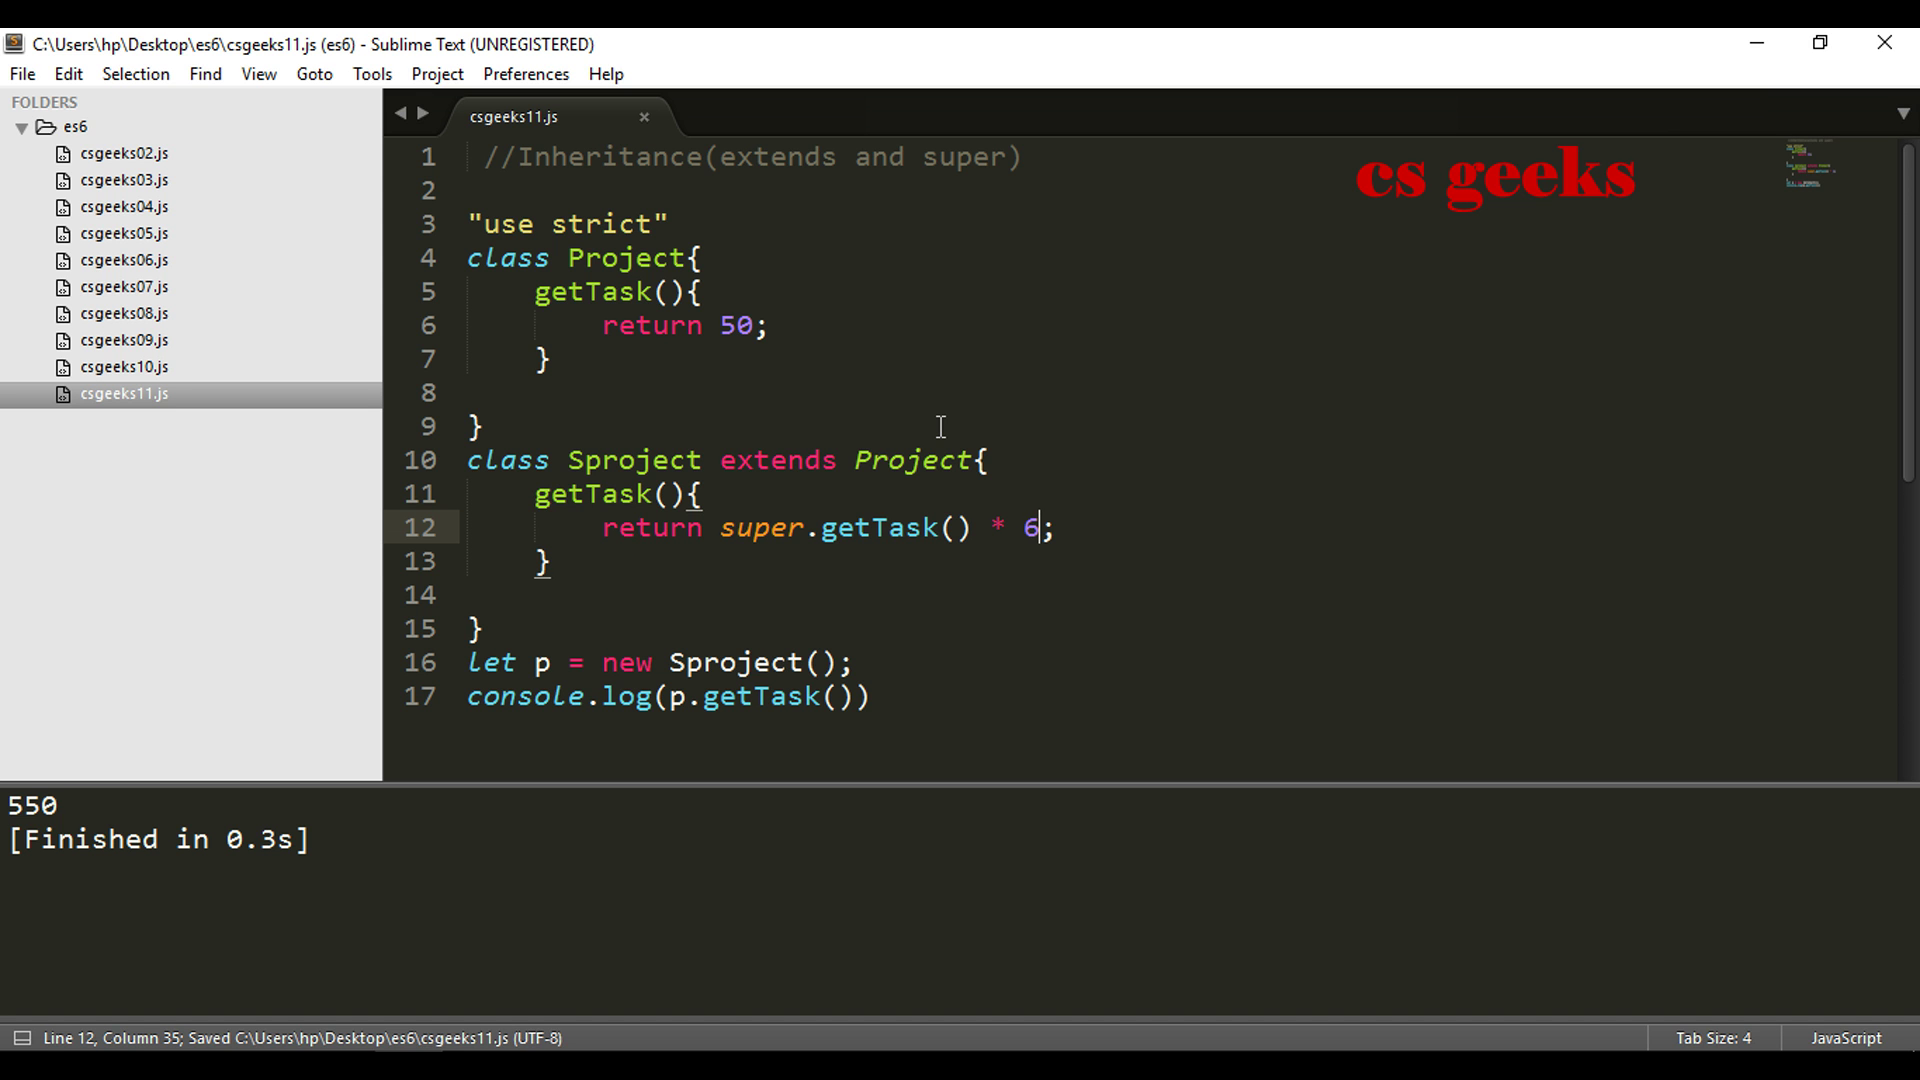 C:\Users\hp\Desktop\es6\csgeeks11.js (es6) - Sublime Text (UNREGISTERED)
File Edit Selection Find View Goto Tools Project Preferences Help
FOLDERS
es6
csgeeks02.js
csgeeks03.js
csgeeks04.js
csgeeks05.js
csgeeks06.js
csgeeks07.js
csgeeks08.js
csgeeks09.js
csgeeks10.js
csgeeks11.js
csgeeks11.js
cs geeks
1 //Inheritance(extends and super)
2
3 "use strict"
4 class Project{
5 getTask(){
6 return 50;
7 }
8
9 }
10 class Sproject extends Project{
11 getTask(){
12 return super.getTask() * 6;
13 }
14
15 }
16 let p = new Sproject();
17 console.log(p.getTask())
550
[Finished in 0.3s]
Line 12, Column 35; Saved C:\Users\hp\Desktop\es6\csgeeks11.js (UTF-8)
Tab Size: 4
JavaScript